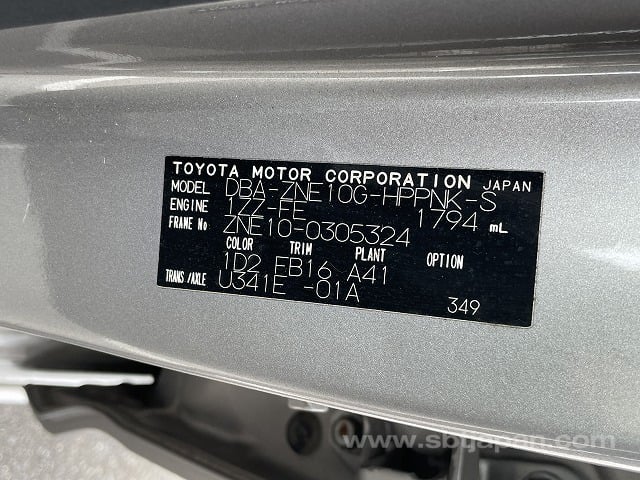 TOYOTA MOTOR CORPORATION JAPAN
MODEL DBA-ZNE10G-HPPNK-S
ENGINE 1ZZ-FE 1794 mL
FRAME No ZNE10-0305324
COLOR TRIM PLANT OPTION
1D2 EB16 A41
TRANS/AXLE U341E -01A
349
www.sbtjapan.com